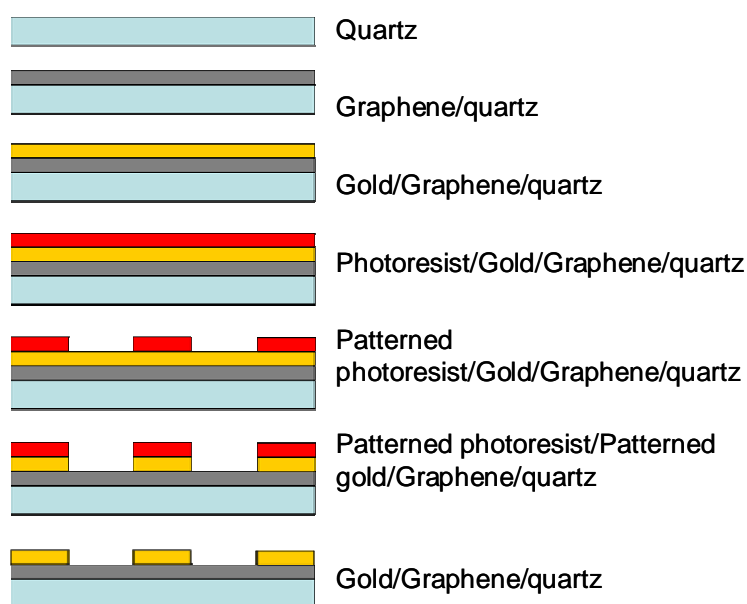 Quartz
Graphene/quartz
Gold/Graphene/quartz
Photoresist/Gold/Graphene/quartz
Patterned
photoresist/Gold/Graphene/quartz
Patterned photoresist/Patterned
gold/Graphene/quartz
Gold/Graphene/quartz